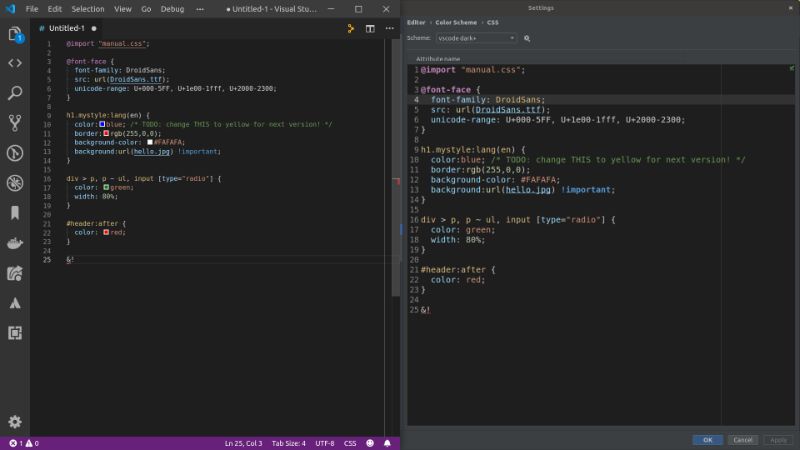 File Edit Selection View Go Debug ••• ● Untitled-1 - Visual Stu...
# Untitled-1 ●
1
1 @import "manual.css";
2
3 @font-face {
4 font-family: DroidSans;
5 src: url(DroidSans.ttf);
6 unicode-range: U+000-5FF, U+1e00-1fff, U+2000-2300;
7 }
8
9 h1.mystyle:lang(en) {
10 color:blue; /* TODO: change THIS to yellow for next version! */
11 border:rgb(255,0,0);
12 background-color: #FAFAFA;
13 background:url(hello.jpg) !important;
14 }
15
16 div > p, p ~ ul, input [type="radio"] {
17 color: green;
18 width: 80%;
19 }
20
21 #header:after {
22 color: red;
23 }
24
25 &!
1 0 Ln 25, Col 3 Tab Size: 4 UTF-8 CSS
Settings
Editor › Color Scheme › CSS
Scheme: vscode dark+
Attribute name
1 @import "manual.css";
2
3 @font-face {
4 font-family: DroidSans;
5 src: url(DroidSans.ttf);
6 unicode-range: U+000-5FF, U+1e00-1fff, U+2000-2300;
7 }
8
9 h1.mystyle:lang(en) {
10 color:blue; /* TODO: change THIS to yellow for next version! */
11 border:rgb(255,0,0);
12 background-color: #FAFAFA;
13 background:url(hello.jpg) !important;
14 }
15
16 div > p, p ~ ul, input [type="radio"] {
17 color: green;
18 width: 80%;
19 }
20
21 #header:after {
22 color: red;
23 }
24
25 &!
OK Cancel Apply